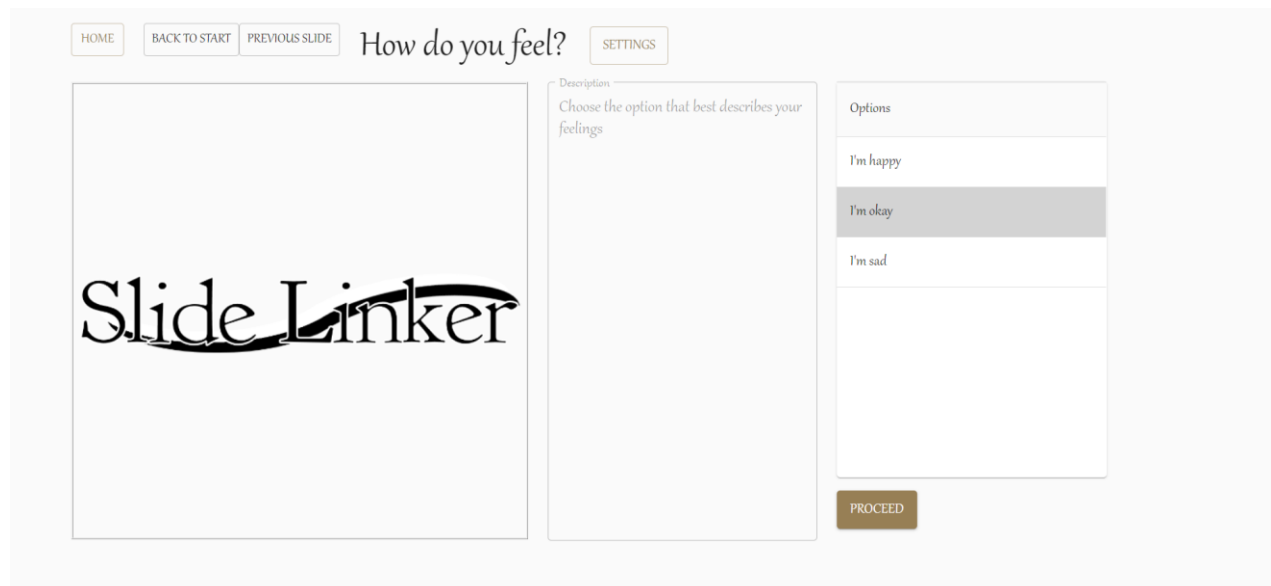 HOME
BACK TO START
PREVIOUS SLIDE
How do you feel?
SETTINGS
Slide Linker
Description
Choose the option that best describes your
feelings
Options
I'm happy
I'm okay
I'm sad
PROCEED